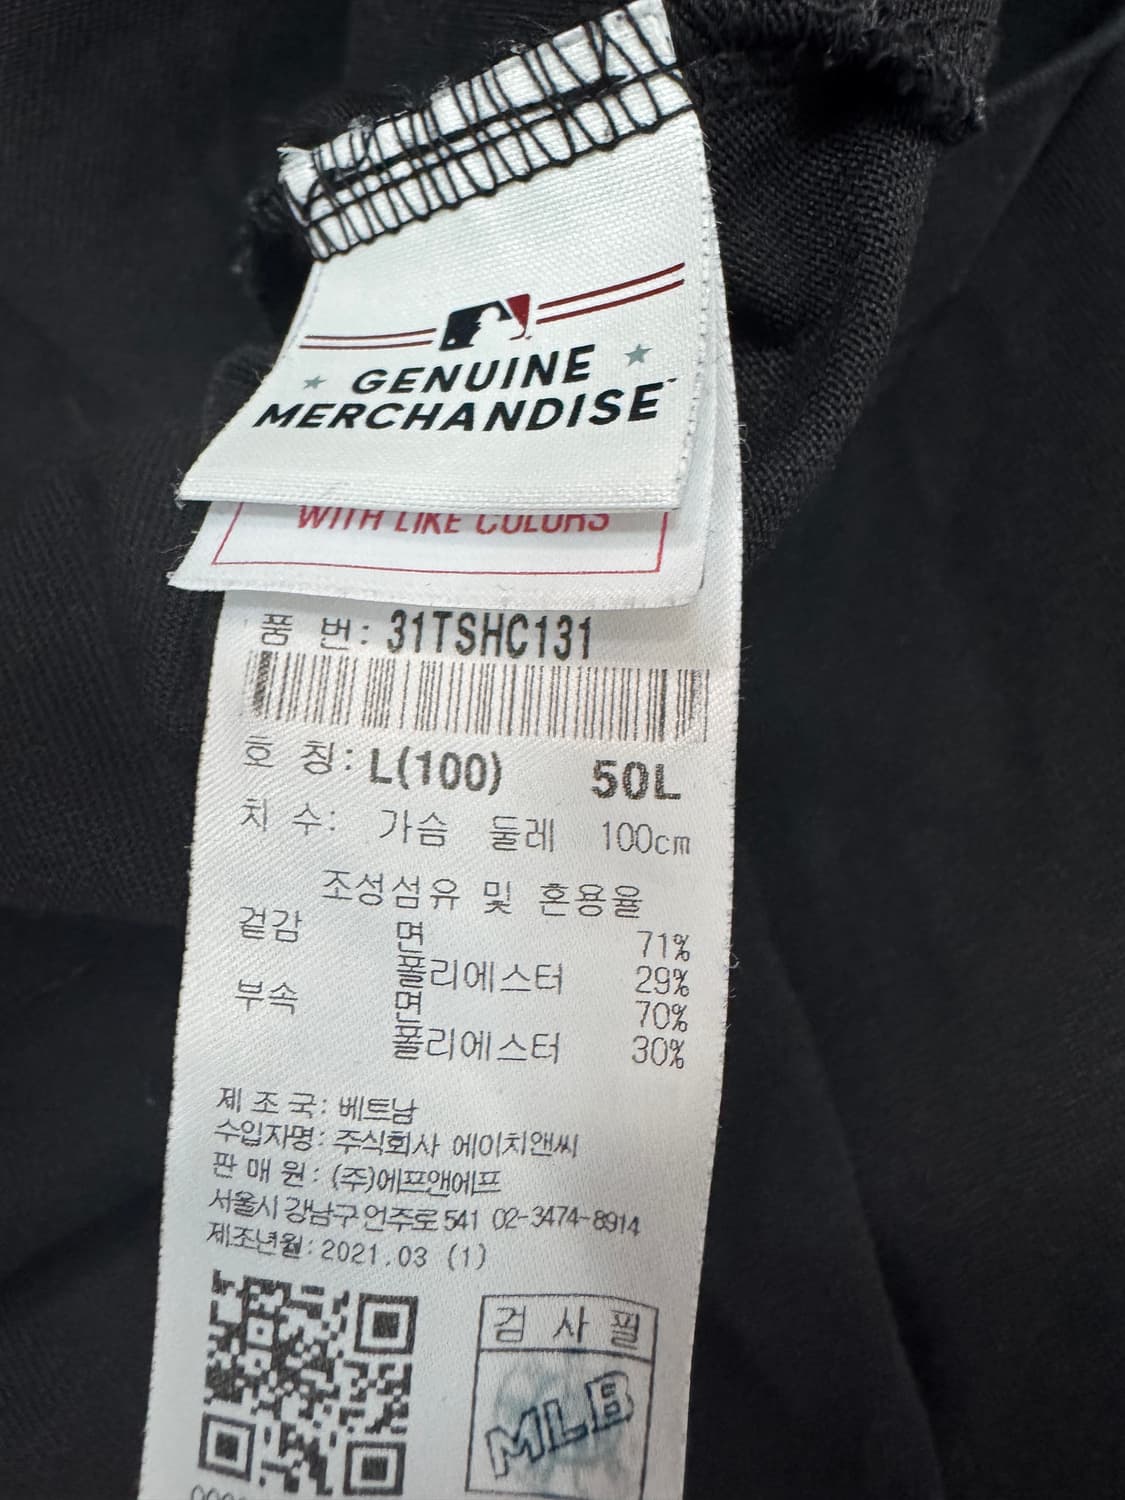 GENUINE
MERCHANDISE
WITH LIKE COLORS
품 번: 31TSHC131
호 칭: L(100) 50L
치 수: 가슴 둘레 100cm
조성섬유 및 혼용율
겉감 면 71%
폴리에스터 29%
부속 면 70%
폴리에스터 30%
제 조 국: 베트남
수입자명: 주식회사 에이치앤씨
판 매 원: (주)에프앤에프
서울시 강남구 언주로 541 02-3474-8914
제조년월: 2021.03 (1)
검 사 필
MLB